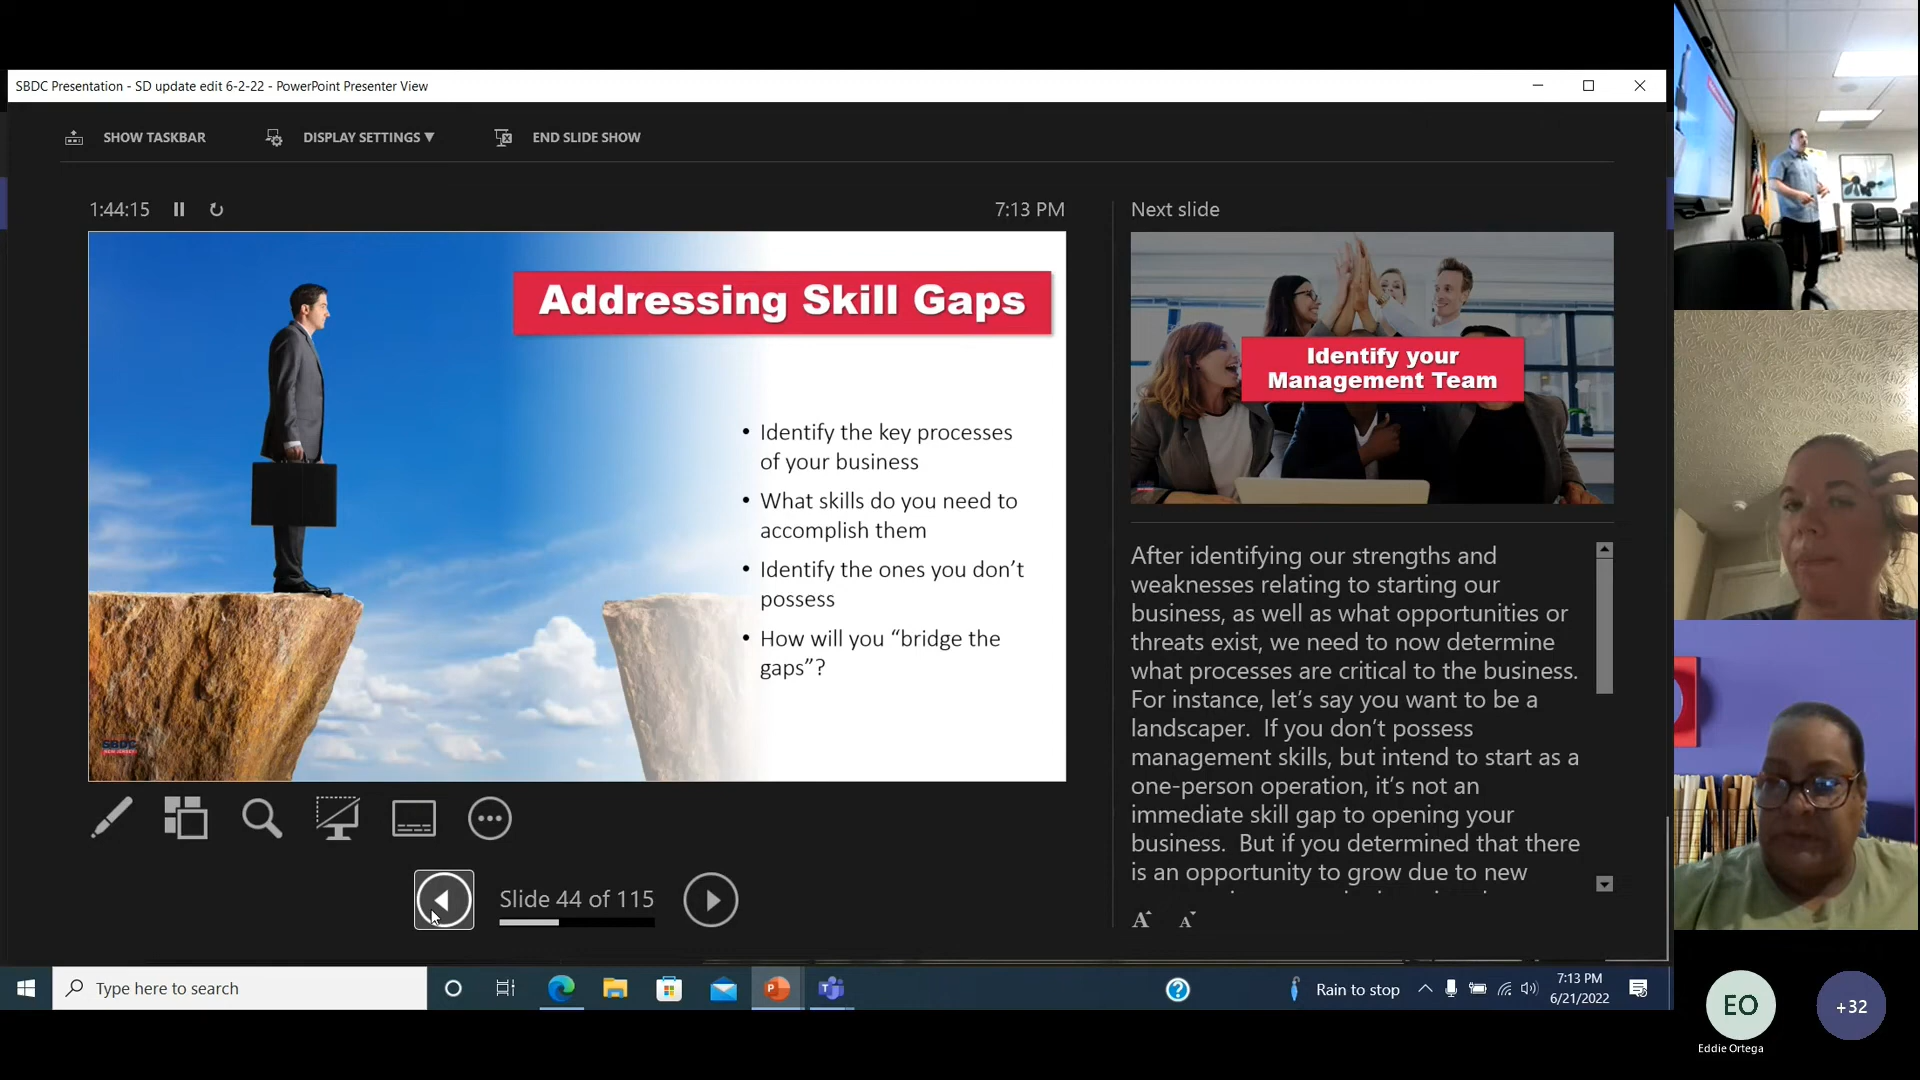 SBDC Presentation - SD update edit 6-2-22 - PowerPoint Presenter View
SHOW TASKBAR
DISPLAY SETTINGS ▼
END SLIDE SHOW
1:44:15
7:13 PM
Addressing Skill Gaps
• Identify the key processes
of your business
• What skills do you need to
accomplish them
• Identify the ones you don’t
possess
• How will you “bridge the
gaps”?
SBDC
NEW JERSEY
Slide 44 of 115
Next slide
Identify your
Management Team
After identifying our strengths and
weaknesses relating to starting our
business, as well as what opportunities or
threats exist, we need to now determine
what processes are critical to the business.
For instance, let’s say you want to be a
landscaper.  If you don’t possess
management skills, but intend to start as a
one-person operation, it’s not an
immediate skill gap to opening your
business.  But if you determined that there
is an opportunity to grow due to new
A A
Type here to search
Rain to stop
7:13 PM
6/21/2022
EO
Eddie Ortega
+32